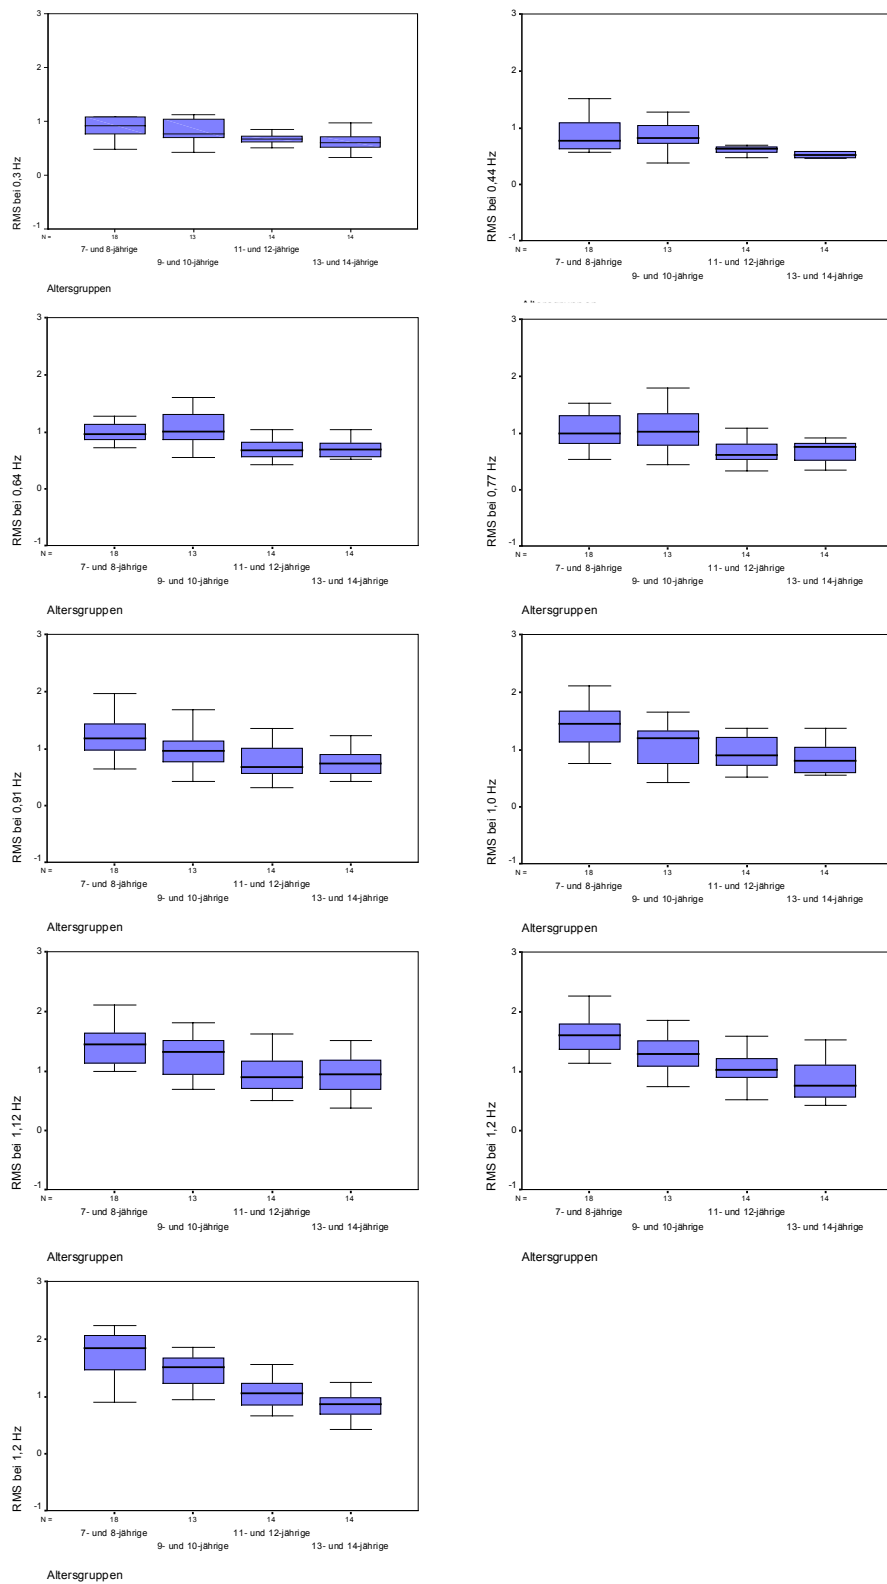 3
2
1
0
-1
RMS bei 0,3 Hz
N = 18 13 14 14
7- und 8-jährige 11- und 12-jährige
9- und 10-jährige 13- und 14-jährige
Altersgruppen
3
2
1
0
-1
RMS bei 0,44 Hz
N = 18 13 14 14
7- und 8-jährige 11- und 12-jährige
9- und 10-jährige 13- und 14-jährige
3
2
1
0
-1
RMS bei 0,64 Hz
N = 18 13 14 14
7- und 8-jährige 11- und 12-jährige
9- und 10-jährige 13- und 14-jährige
Altersgruppen
3
2
1
0
-1
RMS bei 0,77 Hz
N = 18 13 14 14
7- und 8-jährige 11- und 12-jährige
9- und 10-jährige 13- und 14-jährige
Altersgruppen
3
2
1
0
-1
RMS bei 0,91 Hz
N = 18 13 14 14
7- und 8-jährige 11- und 12-jährige
9- und 10-jährige 13- und 14-jährige
Altersgruppen
3
2
1
0
-1
RMS bei 1,0 Hz
N = 18 13 14 14
7- und 8-jährige 11- und 12-jährige
9- und 10-jährige 13- und 14-jährige
Altersgruppen
3
2
1
0
-1
RMS bei 1,12 Hz
N = 18 13 14 14
7- und 8-jährige 11- und 12-jährige
9- und 10-jährige 13- und 14-jährige
Altersgruppen
3
2
1
0
-1
RMS bei 1,2 Hz
N = 18 13 14 14
7- und 8-jährige 11- und 12-jährige
9- und 10-jährige 13- und 14-jährige
Altersgruppen
3
2
1
0
-1
RMS bei 1,2 Hz
N = 18 13 14 14
7- und 8-jährige 11- und 12-jährige
9- und 10-jährige 13- und 14-jährige
Altersgruppen